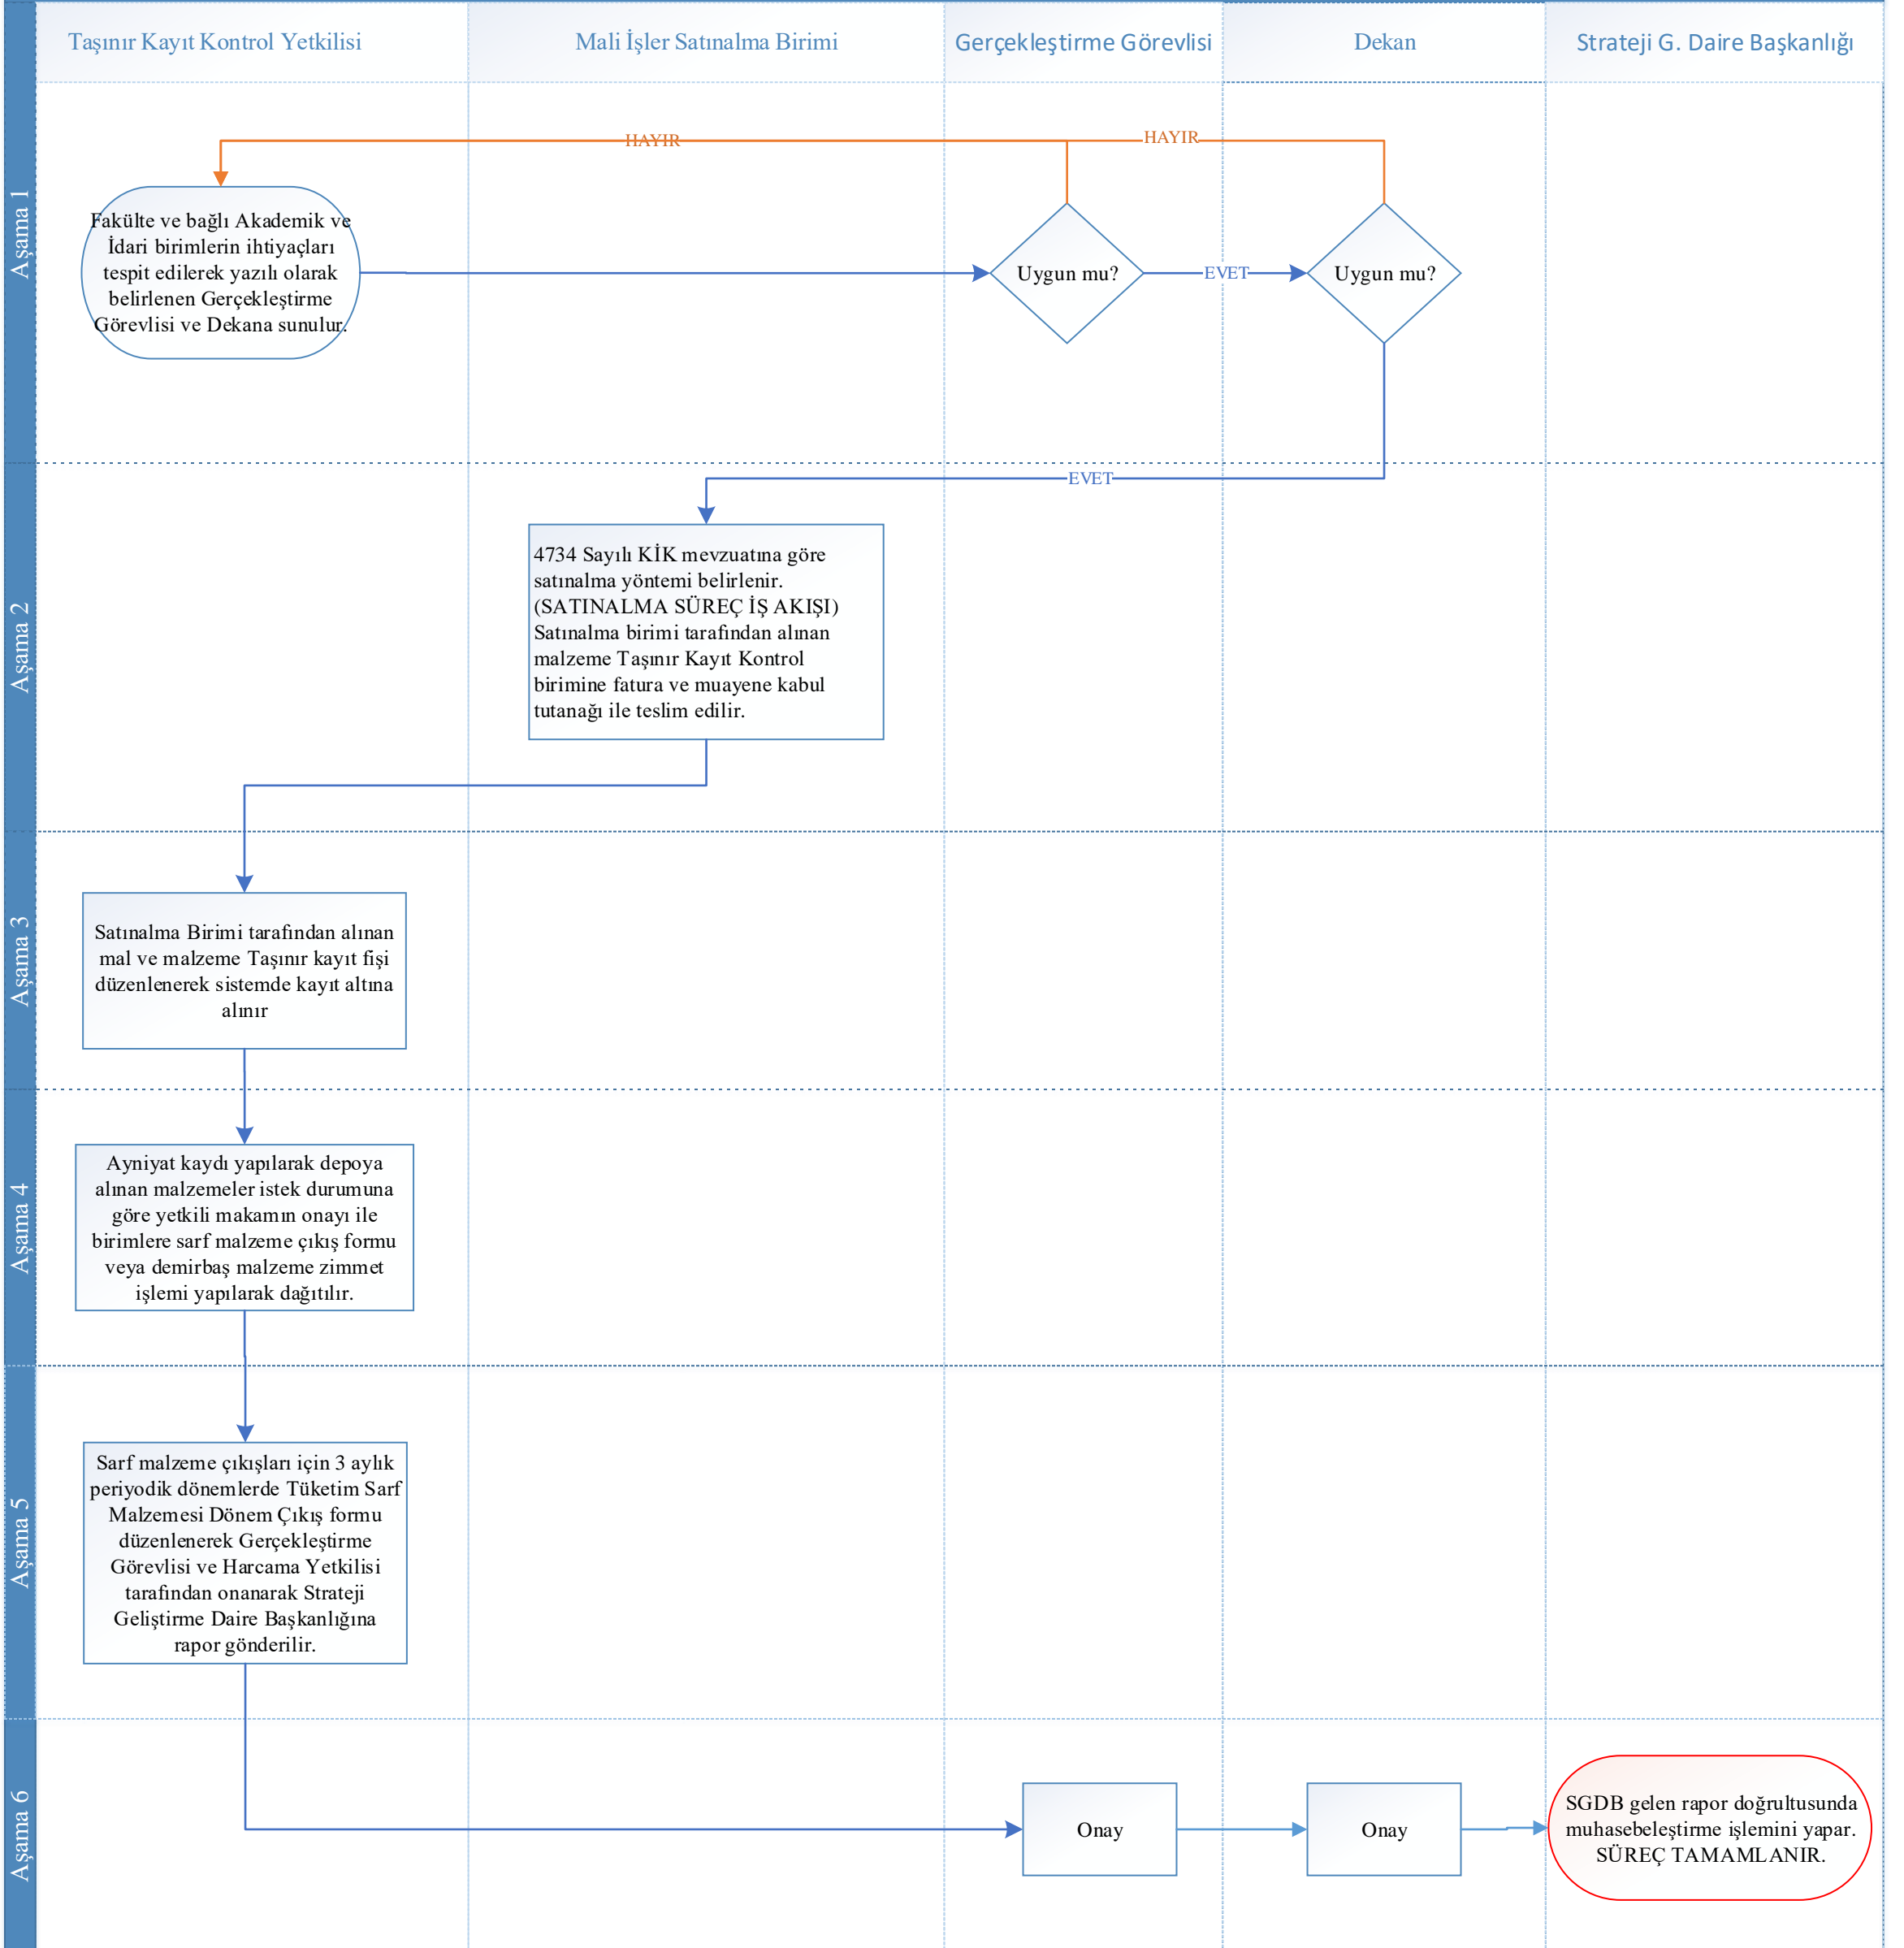 Taşınır Kayıt Kontrol Yetkilisi
Mali İşler Satınalma Birimi
Gerçekleştirme Görevlisi
Dekan
Strateji G. Daire Başkanlığı
Aşama 1
HAYIR
HAYIR
Fakülte ve bağlı Akademik ve
İdari birimlerin ihtiyaçları
tespit edilerek yazılı olarak
belirlenen Gerçekleştirme
Görevlisi ve Dekana sunulur.
Uygun mu?
EVET
Uygun mu?
Aşama 2
EVET
4734 Sayılı KİK mevzuatına göre
satınalma yöntemi belirlenir.
(SATINALMA SÜREÇ İŞ AKIŞI)
Satınalma birimi tarafından alınan
malzeme Taşınır Kayıt Kontrol
birimine fatura ve muayene kabul
tutanağı ile teslim edilir.
Aşama 3
Satınalma Birimi tarafından alınan
mal ve malzeme Taşınır kayıt fişi
düzenlenerek sistemde kayıt altına
alınır
Aşama 4
Ayniyat kaydı yapılarak depoya
alınan malzemeler istek durumuna
göre yetkili makamın onayı ile
birimlere sarf malzeme çıkış formu
veya demirbaş malzeme zimmet
işlemi yapılarak dağıtılır.
Aşama 5
Sarf malzeme çıkışları için 3 aylık
periyodik dönemlerde Tüketim Sarf
Malzemesi Dönem Çıkış formu
düzenlenerek Gerçekleştirme
Görevlisi ve Harcama Yetkilisi
tarafından onanarak Strateji
Geliştirme Daire Başkanlığına
rapor gönderilir.
Aşama 6
Onay
Onay
SGDB gelen rapor doğrultusunda
muhasebeleştirme işlemini yapar.
SÜREÇ TAMAMLANIR.